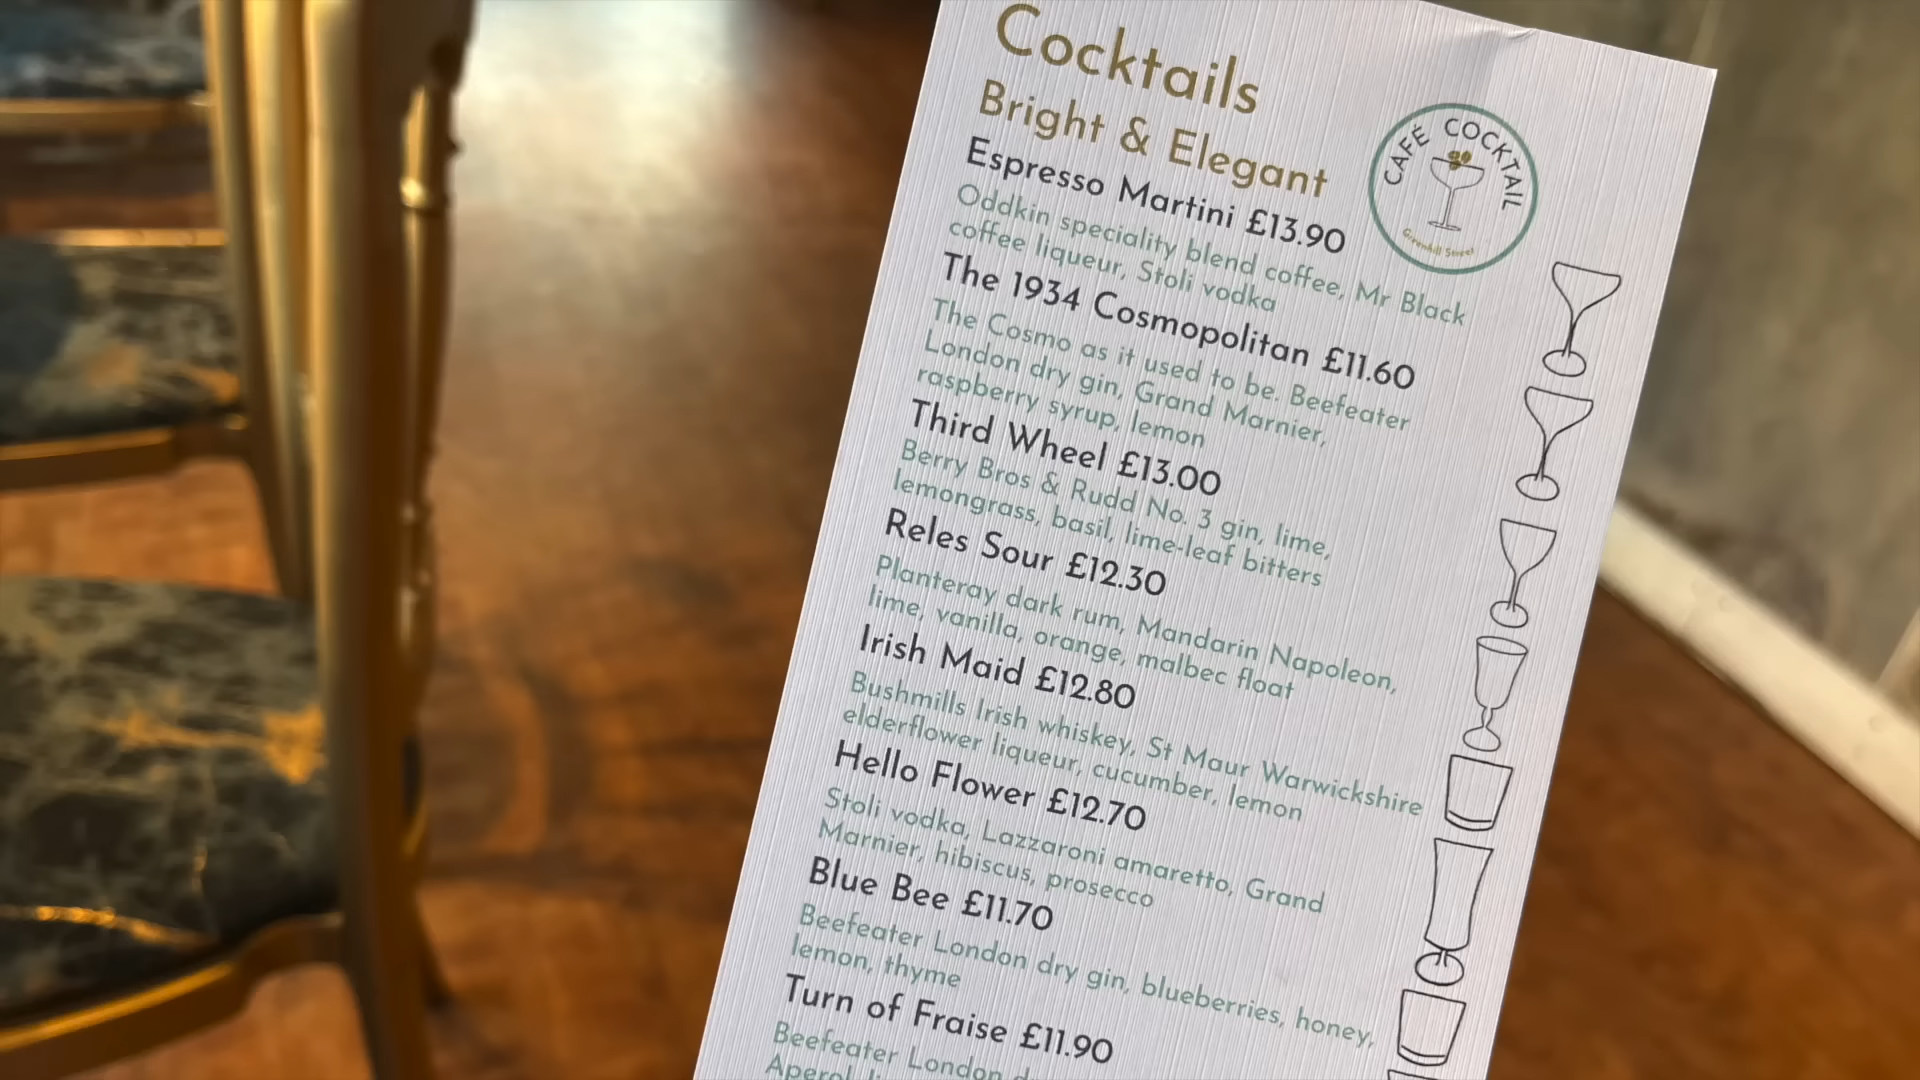 Cocktails
Bright & Elegant
CAFÉ COCKTAIL
Greenhill Street
Espresso Martini £13.90
Oddkin speciality blend coffee, Mr Black
coffee liqueur, Stoli vodka
The 1934 Cosmopolitan £11.60
The Cosmo as it used to be. Beefeater
London dry gin, Grand Marnier,
raspberry syrup, lemon
Third Wheel £13.00
Berry Bros & Rudd No. 3 gin, lime,
lemongrass, basil, lime-leaf bitters
Reles Sour £12.30
Planteray dark rum, Mandarin Napoleon,
lime, vanilla, orange, malbec float
Irish Maid £12.80
Bushmills Irish whiskey, St Maur Warwickshire
elderflower liqueur, cucumber, lemon
Hello Flower £12.70
Stoli vodka, Lazzaroni amaretto, Grand
Marnier, hibiscus, prosecco
Blue Bee £11.70
Beefeater London dry gin, blueberries, honey,
lemon, thyme
Turn of Fraise £11.90
Beefeater London
Aperol